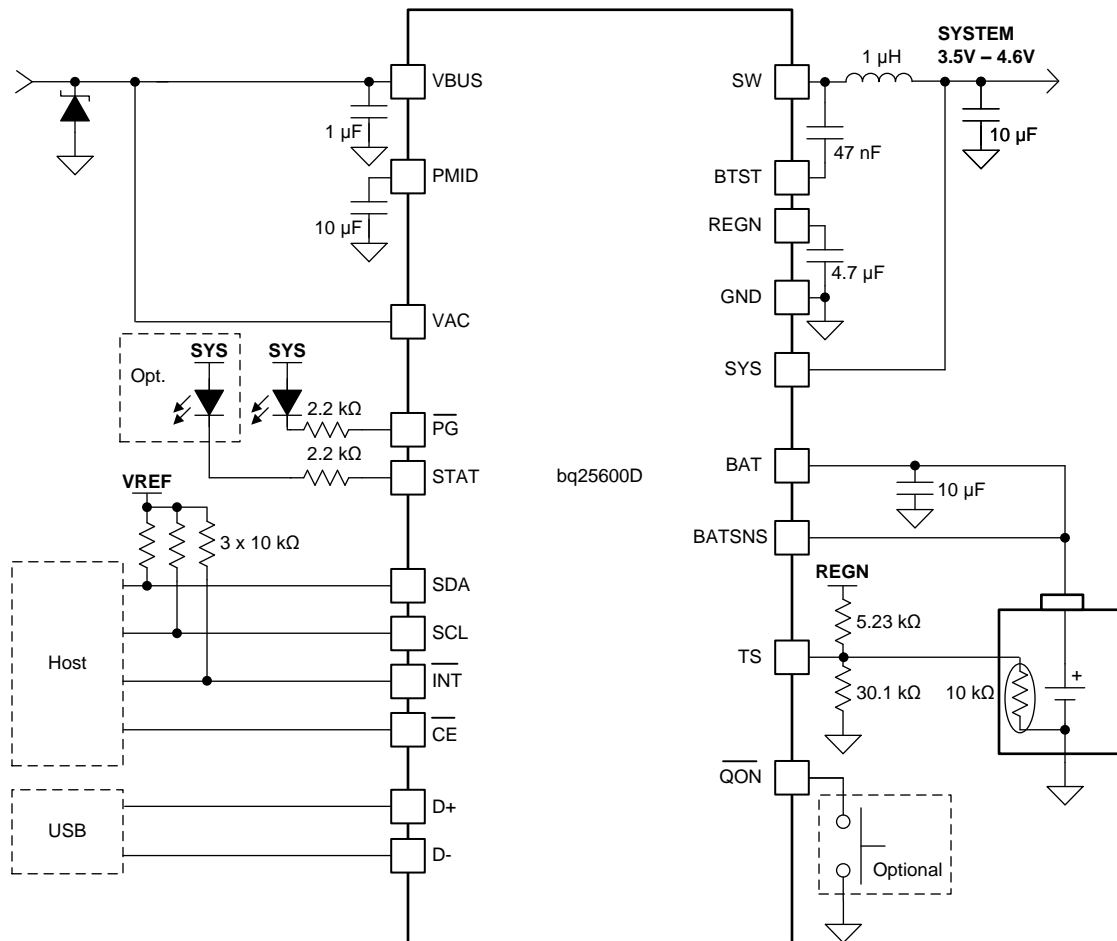 SYSTEM
3.5V – 4.6V
1 µH
VBUS
SW
1 µF
10 µF
47 nF
PMID
BTST
10 µF
REGN
4.7 µF
GND
VAC
SYS
SYS
Opt.
SYS
2.2 kΩ
PG
2.2 kΩ
STAT
bq25600D
BAT
10 µF
VREF
3 x 10 kΩ
BATSNS
REGN
SDA
5.23 kΩ
SCL
Host
TS
INT
30.1 kΩ
10 kΩ
+
CE
QON
D+
USB
D-
Optional